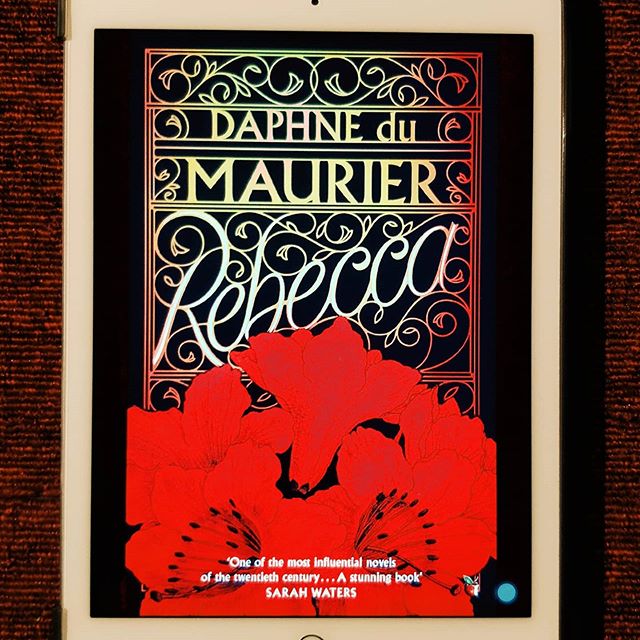 DAPHNE du
MAURIER
Rebecca
‘One of the most influential novels
of the twentieth century...A stunning book’
SARAH WATERS